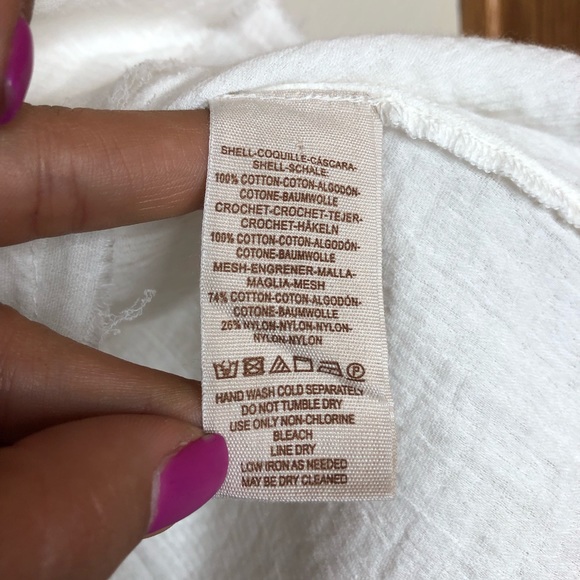 SHELL-COQUILLE-CÁSCARA-
SHELL-SCHALE.
100% COTTON-COTON-ALGODÓN-
COTONE-BAUMWOLLE
CROCHET-CROCHET-TEJER-
CROCHET-HÄKELN
100% COTTON-COTON-ALGODÓN-
COTONE-BAUMWOLLE
MESH-ENGRENER-MALLA-
MAGLIA-MESH
74% COTTON-COTON-ALGODÓN-
COTONE-BAUMWOLLE
26% NYLON-NYLON-NYLON-
NYLON-NYLON
HAND WASH COLD SEPARATELY
DO NOT TUMBLE DRY
USE ONLY NON-CHLORINE
BLEACH
LINE DRY
LOW IRON AS NEEDED
MAY BE DRY CLEANED